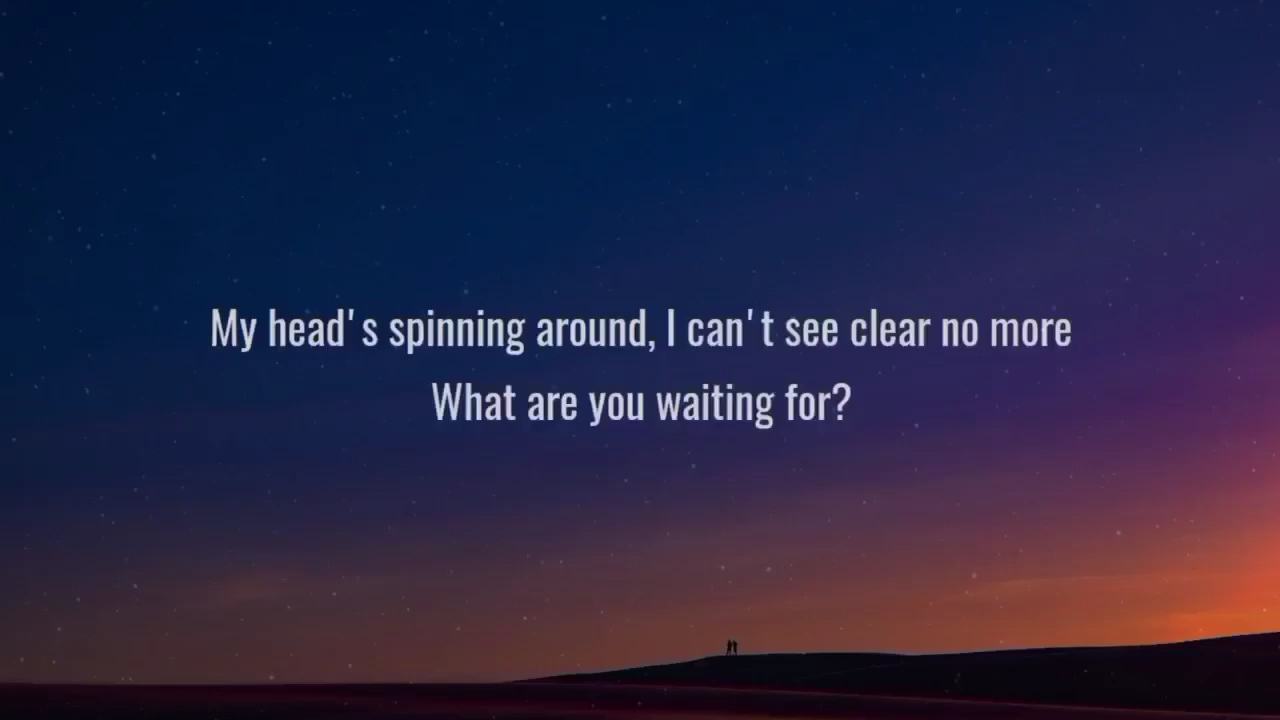 My head's spinning around, I can't see clear no more
What are you waiting for?